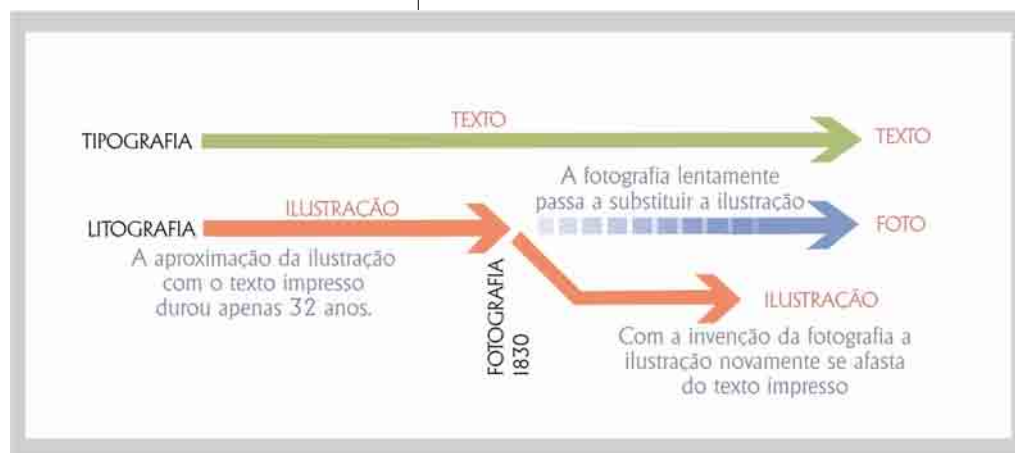 TEXTO
TIPOGRAFIA
TEXTO
A fotografia lentamente
passa a substituir a ilustração
ILUSTRAÇÃO
LITOGRAFIA
FOTO
A aproximação da ilustração
com o texto impresso
durou apenas 32 anos.
FOTOGRAFIA
1830
ILUSTRAÇÃO
Com a invenção da fotografia a
ilustração novamente se afasta
do texto impresso